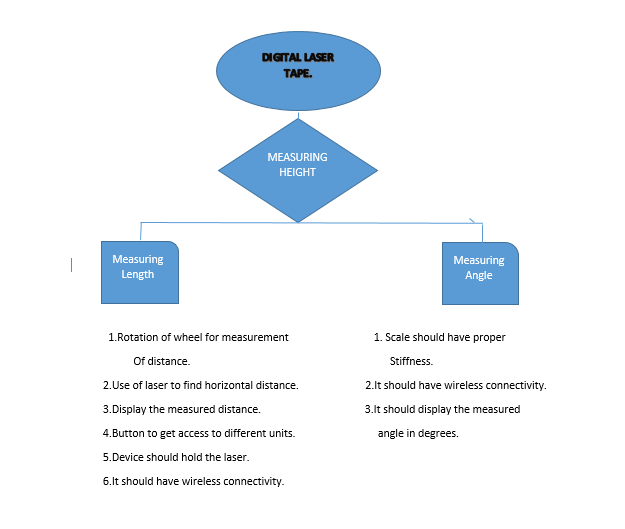 DIGITAL LASER
TAPE.
MEASURING
HEIGHT
Measuring
Length
Measuring
Angle
1.Rotation of wheel for measurement
Of distance.
2.Use of laser to find horizontal distance.
3.Display the measured distance.
4.Button to get access to different units.
5.Device should hold the laser.
6.It should have wireless connectivity.
1. Scale should have proper
Stiffness.
2.It should have wireless connectivity.
3.It should display the measured
angle in degrees.